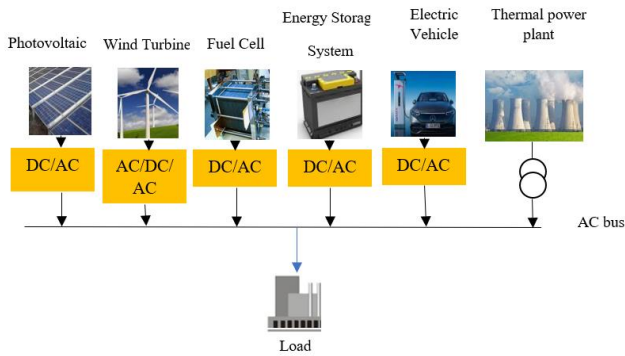 Photovoltaic
Wind Turbine
Fuel Cell
Energy Storag
System
Electric
Vehicle
Thermal power
plant
DC/AC
AC/DC/
AC
DC/AC
DC/AC
DC/AC
AC bus
Load